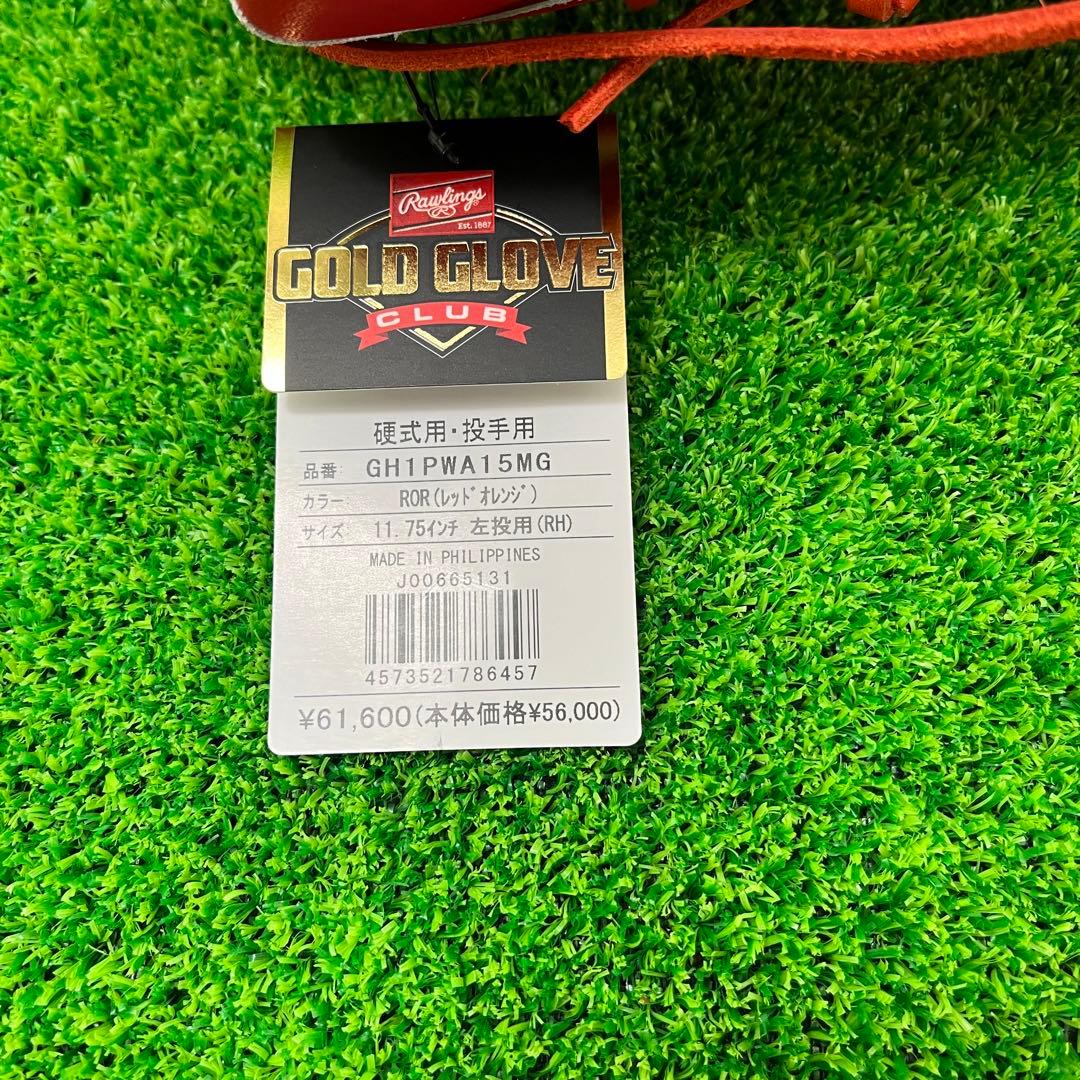 Rawlings
Est. 1887
GOLD GLOVE
CLUB
硬式用・投手用
品番: GH1PWA15MG
カラー ROR(ﾚｯﾄﾞｵﾚﾝｼﾞ)
サイズ 11.75ｲﾝﾁ 左投用(RH)
MADE IN PHILIPPINES
J00665131
4573521786457
¥61,600(本体価格¥56,000)